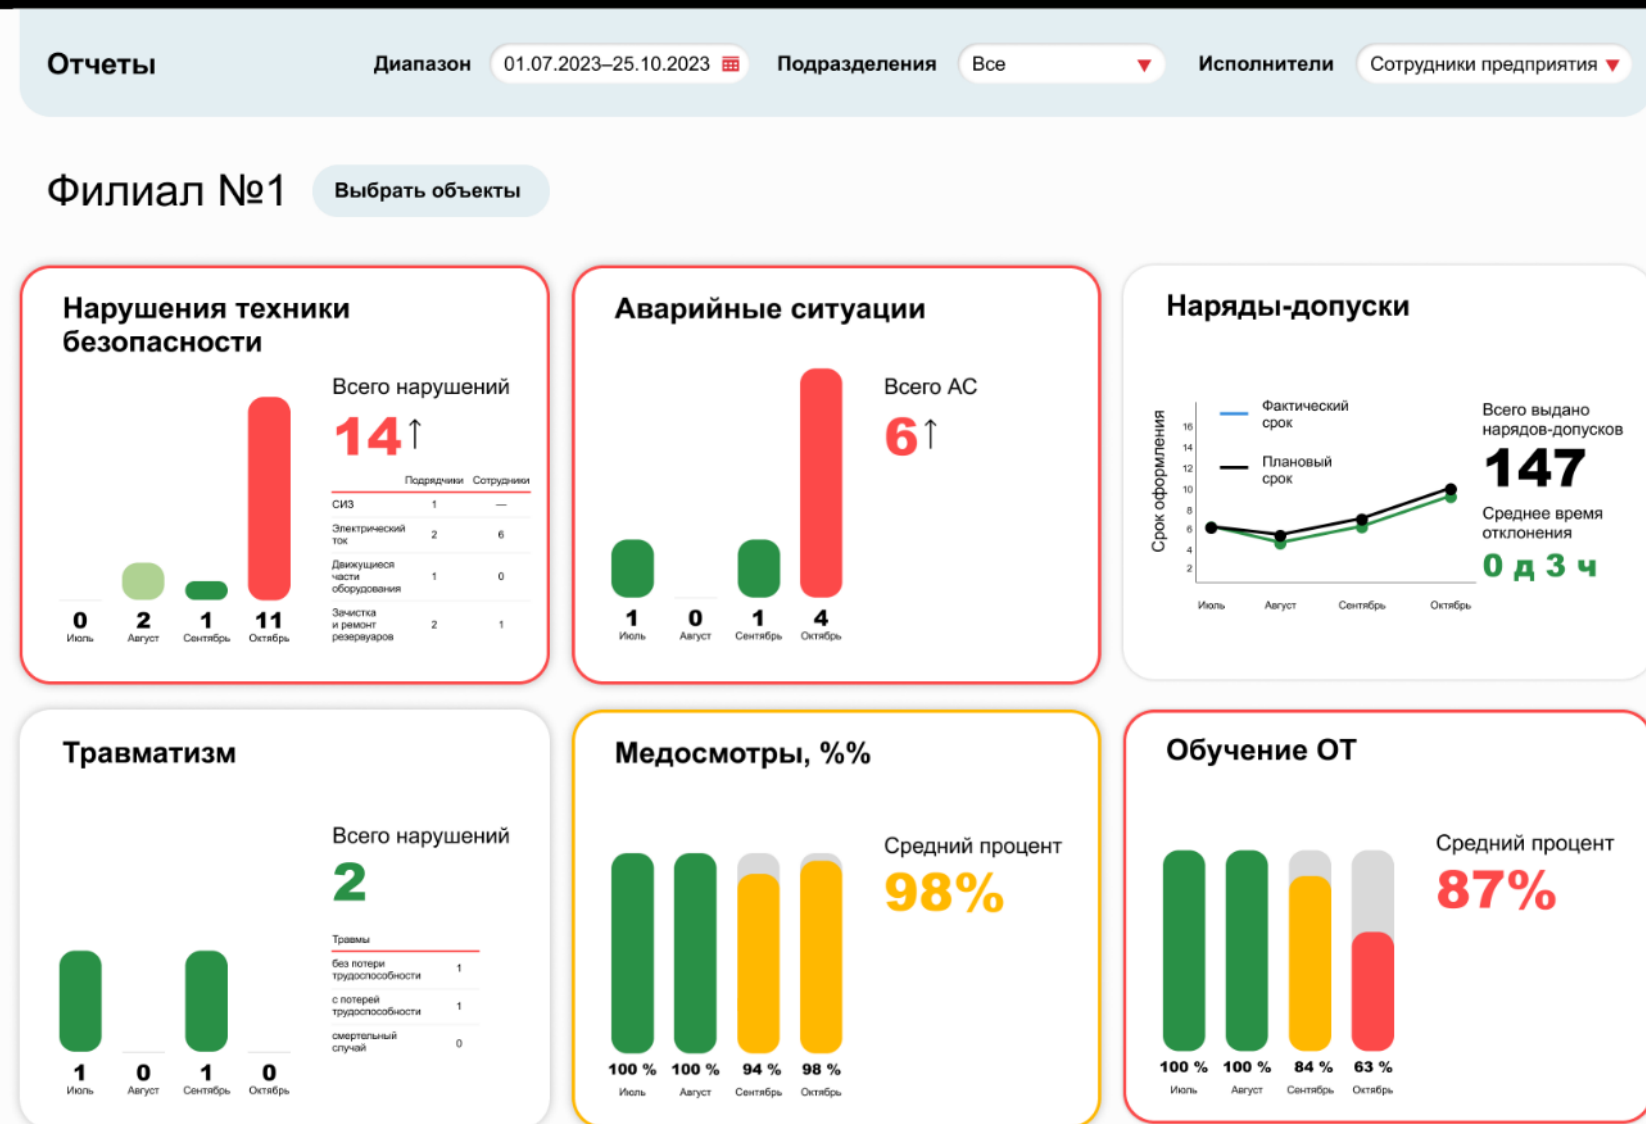 Отчеты
Диапазон 01.07.2023–25.10.2023 Подразделения Все Исполнители Сотрудники предприятия
Филиал №1 Выбрать объекты
Нарушения техники
безопасности
Всего нарушений
14↑
Подрядчики Сотрудники
СИЗ 1 —
Электрический
ток 2 6
Движущиеся
части
оборудования 1 0
Зачистка
и ремонт
резервуаров 2 1
0 2 1 11
Июль Август Сентябрь Октябрь
Аварийные ситуации
Всего АС
6↑
1 0 1 4
Июль Август Сентябрь Октябрь
Наряды-допуски
Срок оформления
16
14
12
10
8
6
4
2
Фактический
срок
Плановый
срок
Июль Август Сентябрь Октябрь
Всего выдано
нарядов-допусков
147
Среднее время
отклонения
0 д 3 ч
Травматизм
Всего нарушений
2
Травмы
без потери
трудоспособности 1
с потерей
трудоспособности 1
смертельный
случай 0
1 0 1 0
Июль Август Сентябрь Октябрь
Медосмотры, %%
Средний процент
98%
100 % 100 % 94 % 98 %
Июль Август Сентябрь Октябрь
Обучение ОТ
Средний процент
87%
100 % 100 % 84 % 63 %
Июль Август Сентябрь Октябрь